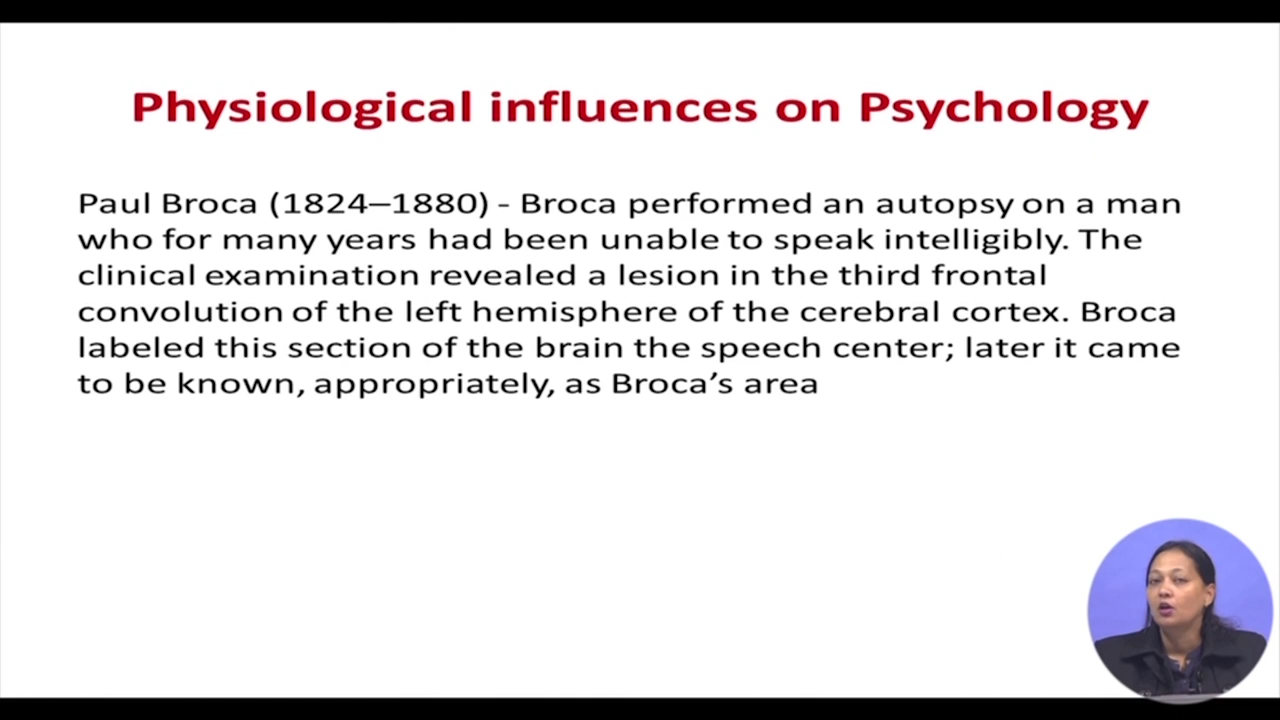 Physiological influences on Psychology
Paul Broca (1824–1880) - Broca performed an autopsy on a man
who for many years had been unable to speak intelligibly. The
clinical examination revealed a lesion in the third frontal
convolution of the left hemisphere of the cerebral cortex. Broca
labeled this section of the brain the speech center; later it came
to be known, appropriately, as Broca’s area